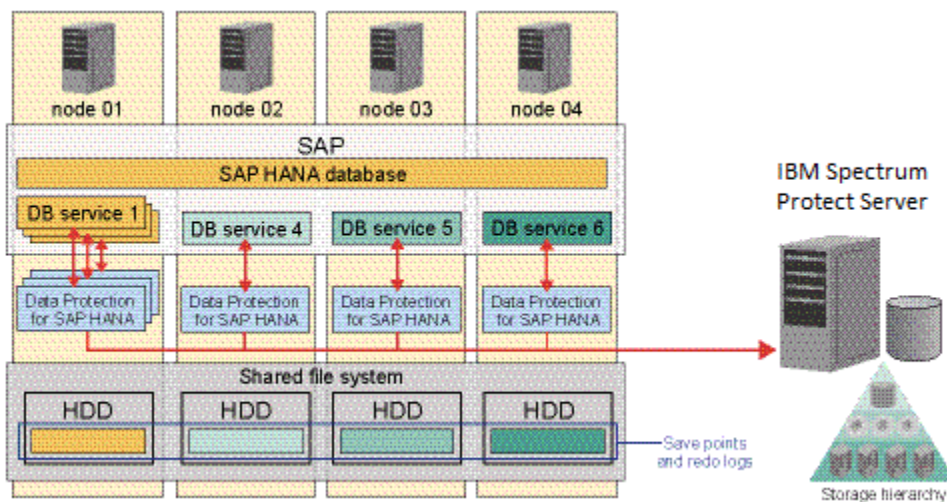 node 01
node 02
node 03
node 04
SAP
SAP HANA database
DB service 1
DB service 4
DB service 5
DB service 6
Data Protection
for SAP HANA
Data Protection
for SAP HANA
Data Protection
for SAP HANA
Data Protection
for SAP HANA
IBM Spectrum
Protect Server
Shared file system
HDD
HDD
HDD
HDD
Save points
and redo logs
Storage hierarchy